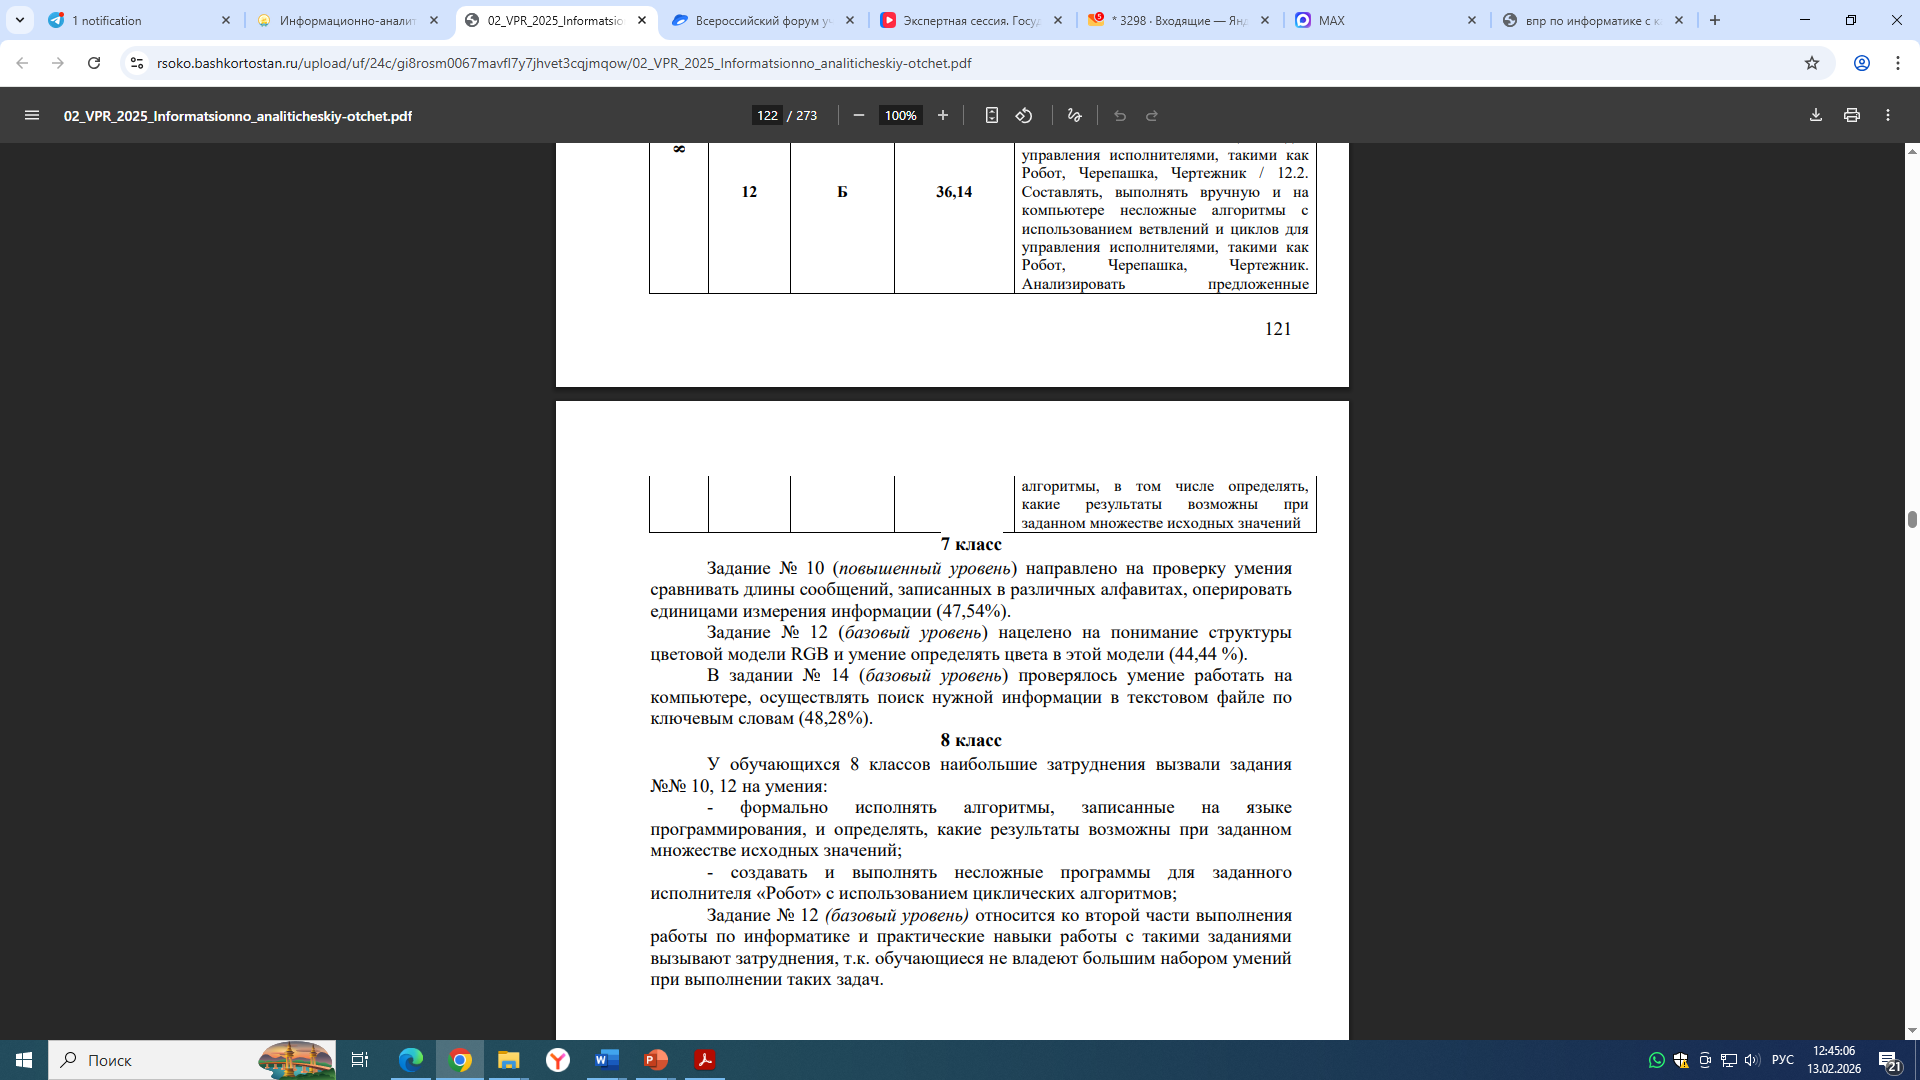 1 notification
Информационно-аналит
02_VPR_2025_Informatsio
Всероссийский форум уч
Экспертная сессия. Госуд
* 3298 · Входящие — Янд
MAX
впр по информатике с к
rsoko.bashkortostan.ru/upload/uf/24c/gi8rosm0067mavfl7y7jhvet3cqjmqow/02_VPR_2025_Informatsionno_analiticheskiy-otchet.pdf
02_VPR_2025_Informatsionno_analiticheskiy-otchet.pdf
122 / 273
100%
8
12
Б
36,14
управления исполнителями, такими как
Робот, Черепашка, Чертежник / 12.2.
Составлять, выполнять вручную и на
компьютере несложные алгоритмы с
использованием ветвлений и циклов для
управления исполнителями, такими как
Робот, Черепашка, Чертежник.
Анализировать предложенные
121
алгоритмы, в том числе определять,
какие результаты возможны при
заданном множестве исходных значений
7 класс
Задание № 10 (повышенный уровень) направлено на проверку умения
сравнивать длины сообщений, записанных в различных алфавитах, оперировать
единицами измерения информации (47,54%).
Задание № 12 (базовый уровень) нацелено на понимание структуры
цветовой модели RGB и умение определять цвета в этой модели (44,44 %).
В задании № 14 (базовый уровень) проверялось умение работать на
компьютере, осуществлять поиск нужной информации в текстовом файле по
ключевым словам (48,28%).
8 класс
У обучающихся 8 классов наибольшие затруднения вызвали задания
№№ 10, 12 на умения:
- формально исполнять алгоритмы, записанные на языке
программирования, и определять, какие результаты возможны при заданном
множестве исходных значений;
- создавать и выполнять несложные программы для заданного
исполнителя «Робот» с использованием циклических алгоритмов;
Задание № 12 (базовый уровень) относится ко второй части выполнения
работы по информатике и практические навыки работы с такими заданиями
вызывают затруднения, т.к. обучающиеся не владеют большим набором умений
при выполнении таких задач.
Поиск
РУС
12:45:06
13.02.2026
21